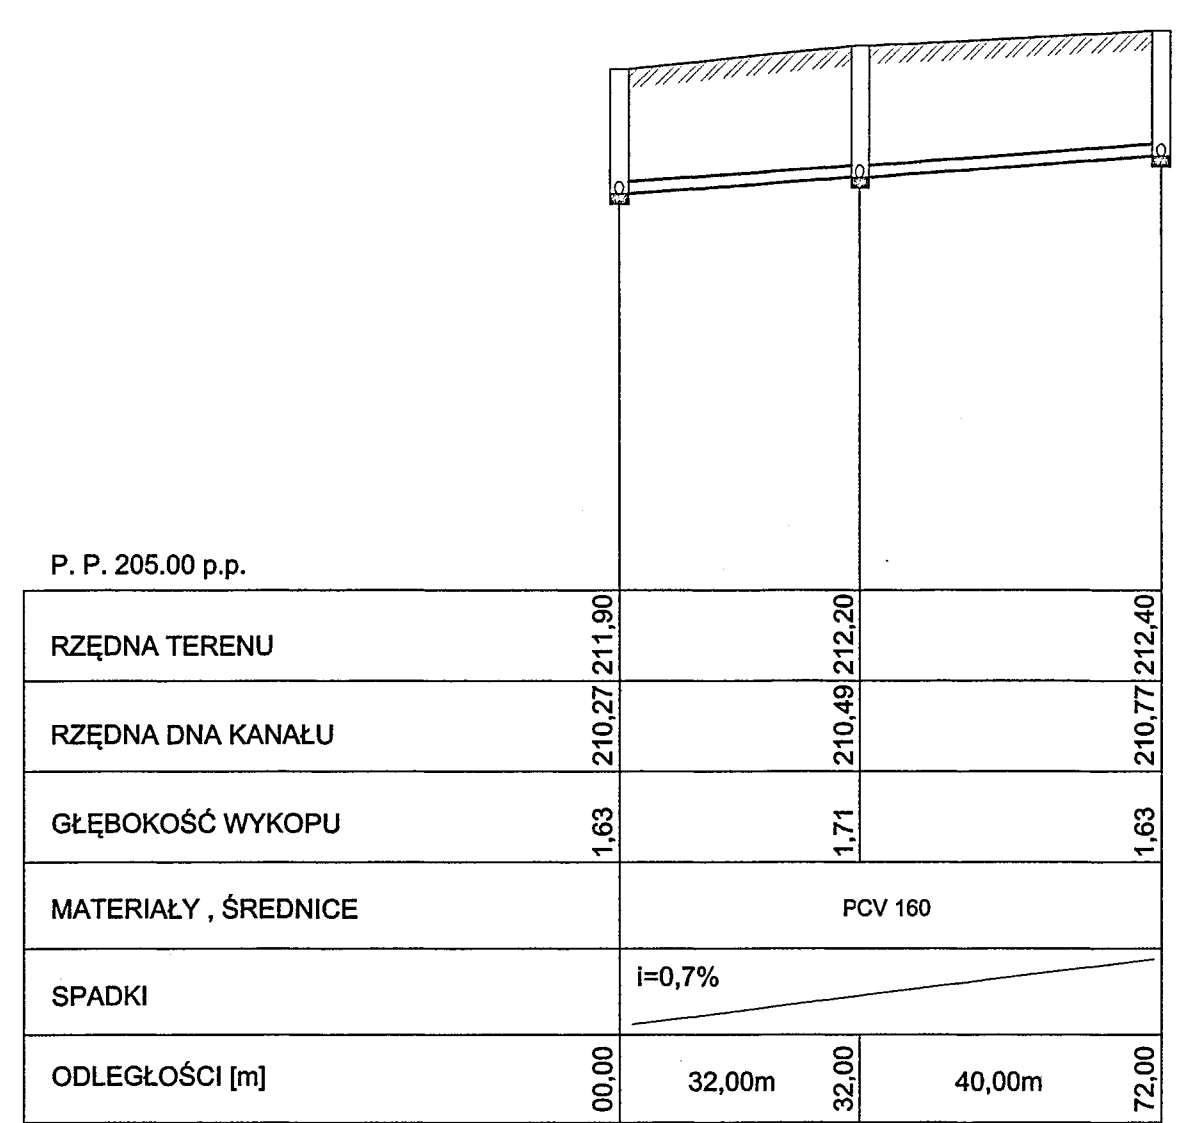 P. P. 205.00 p.p.
RZĘDNA TERENU 211,90 212,20 212,40
RZĘDNA DNA KANAŁU 210,27 210,49 210,77
GŁĘBOKOŚĆ WYKOPU 1,63 1,71 1,63
MATERIAŁY , ŚREDNICE PCV 160
SPADKI i=0,7%
ODLEGŁOŚCI [m] 00,00 32,00m 32,00 40,00m 72,00